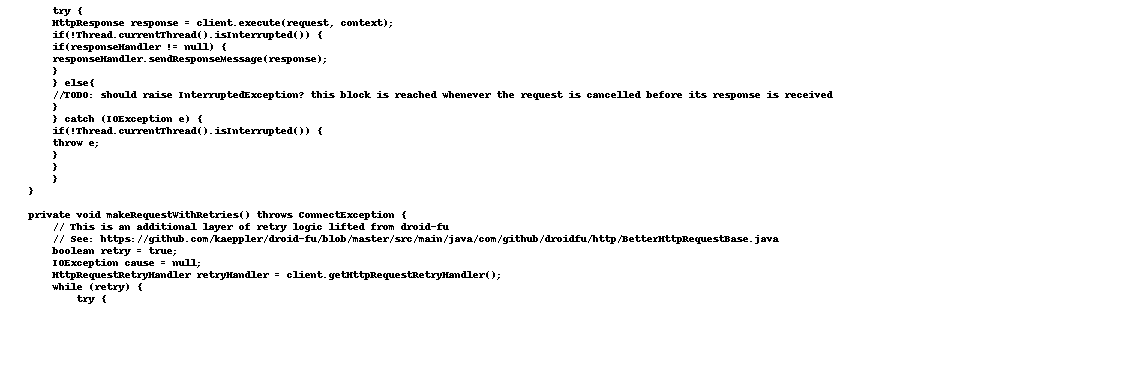 try {
HttpResponse response = client.execute(request, context);
if(!Thread.currentThread().isInterrupted()) {
if(responseHandler != null) {
responseHandler.sendResponseMessage(response);
}
} else{
//TODO: should raise InterruptedException? this block is reached whenever the request is cancelled before its response is received
}
} catch (IOException e) {
if(!Thread.currentThread().isInterrupted()) {
throw e;
}
}
}
}
private void makeRequestWithRetries() throws ConnectException {
// This is an additional layer of retry logic lifted from droid-fu
// See: https://github.com/kaeppler/droid-fu/blob/master/src/main/java/com/github/droidfu/http/BetterHttpRequestBase.java
boolean retry = true;
IOException cause = null;
HttpRequestRetryHandler retryHandler = client.getHttpRequestRetryHandler();
while (retry) {
try {